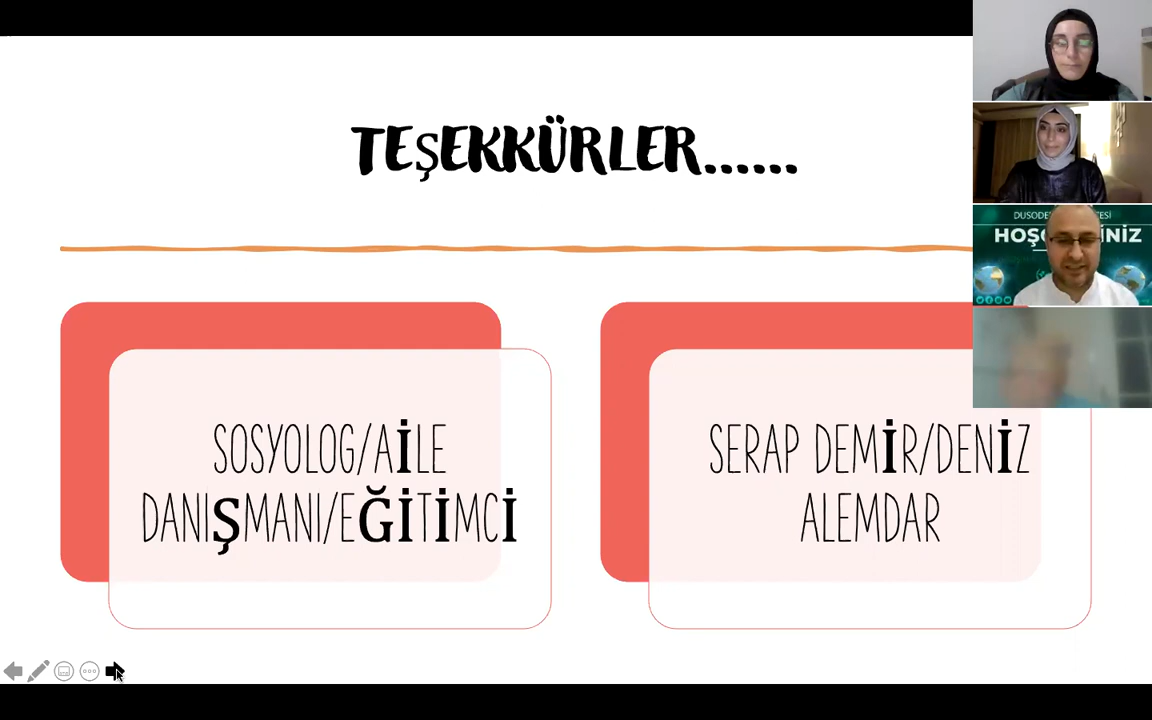 TEŞEKKÜRLER......
SOSYOLOG/AİLE
DANIŞMANI/EĞİTİMCİ
SERAP DEMİR/DENİZ
ALEMDAR